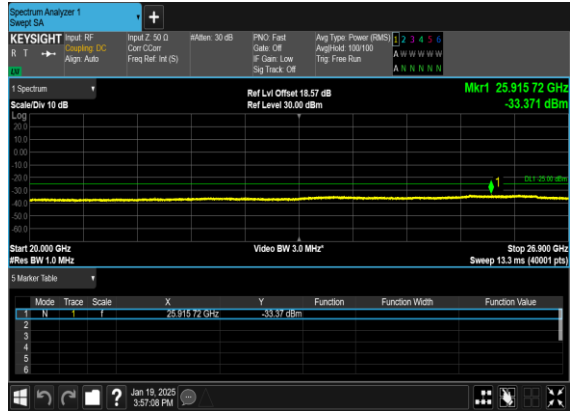 Spectrum Analyzer 1
Swept SA
KEYSIGHT Input: RF Input Z: 50 Ω #Atten: 30 dB PNO: Fast Avg Type: Power (RMS) 1 2 3 4 5 6
R T Coupling: DC Corr CCorr Gate: Off Avg|Hold: 100/100 A W W W W W
Align: Auto Freq Ref: Int (S) IF Gain: Low Trig: Free Run
LW Sig Track: Off A N N N N N
1 Spectrum Ref Lvl Offset 18.57 dB Mkr1 25.915 72 GHz
Scale/Div 10 dB Ref Level 30.00 dBm -33.371 dBm
Log
20.0
10.0
0.00
-10.0
-20.0 1 DL1 -25.00 dBm
-30.0
-40.0
-50.0
-60.0
Start 20.000 GHz Video BW 3.0 MHz* Stop 26.900 GHz
#Res BW 1.0 MHz Sweep 13.3 ms (40001 pts)
5 Marker Table
Mode Trace Scale X Y Function Function Width Function Value
1 N 1 f 25.915 72 GHz -33.37 dBm
2
3
4
5
6
? Jan 19, 2025
3:57:08 PM